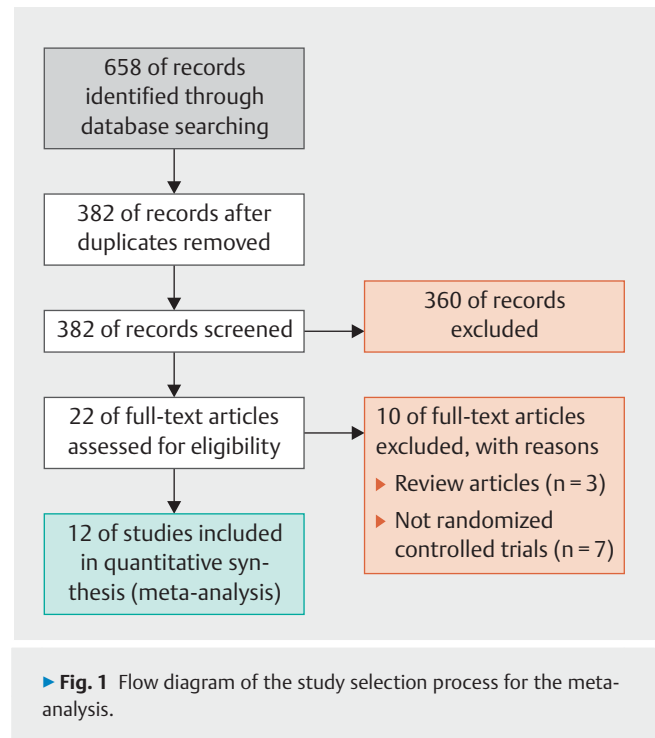 658 of records
identified through
database searching
382 of records after
duplicates removed
382 of records screened
360 of records
excluded
22 of full-text articles
assessed for eligibility
10 of full-text articles
excluded, with reasons
▶ Review articles (n = 3)
▶ Not randomized
controlled trials (n = 7)
12 of studies included
in quantitative syn-
thesis (meta-analysis)
▶ Fig. 1 Flow diagram of the study selection process for the meta-
analysis.